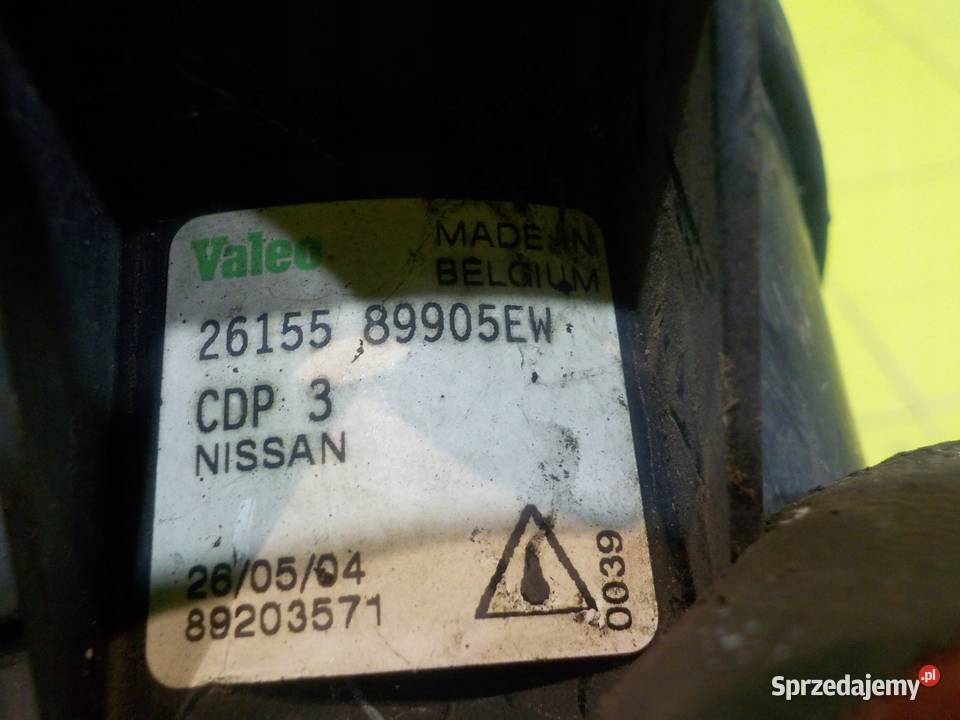 Valeo
MADE IN
BELGIUM
26155 89905EW
CDP 3
NISSAN
26/05/04
89203571
0039
Sprzedajemy.pl